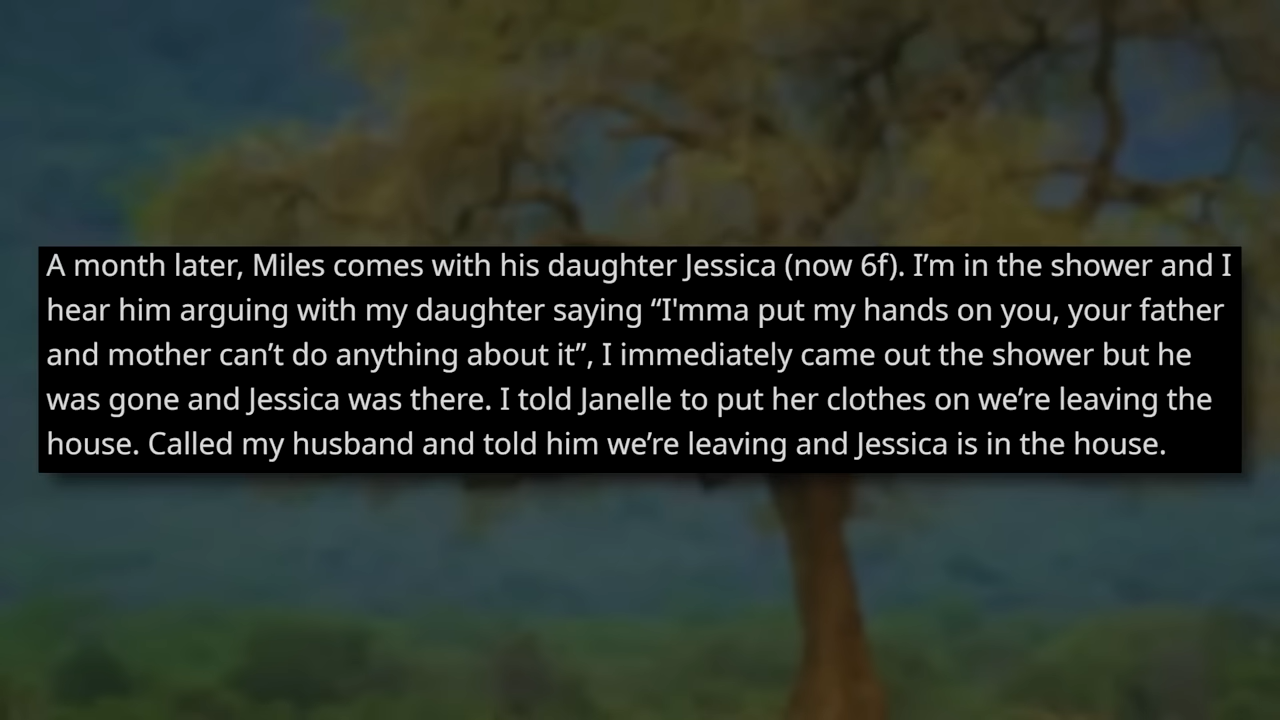 A month later, Miles comes with his daughter Jessica (now 6f). I’m in the shower and I
hear him arguing with my daughter saying “I'mma put my hands on you, your father
and mother can’t do anything about it”, I immediately came out the shower but he
was gone and Jessica was there. I told Janelle to put her clothes on we’re leaving the
house. Called my husband and told him we’re leaving and Jessica is in the house.